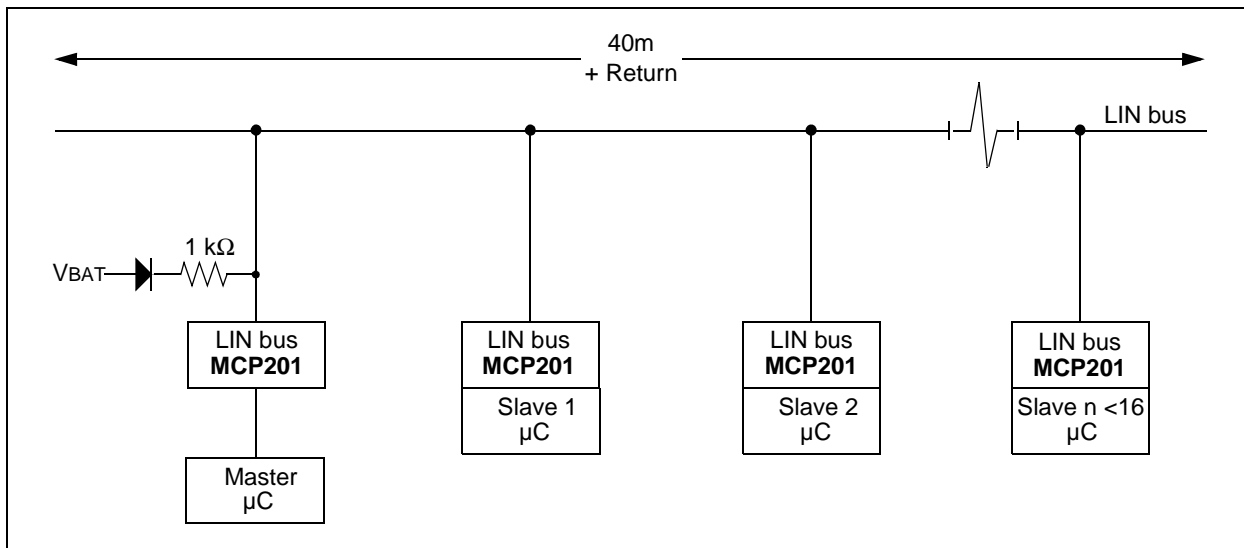 40m
+ Return
LIN bus
1 kΩ
VBAT
LIN bus
MCP201
Master
µC
LIN bus
MCP201
Slave 1
µC
LIN bus
MCP201
Slave 2
µC
LIN bus
MCP201
Slave n <16
µC